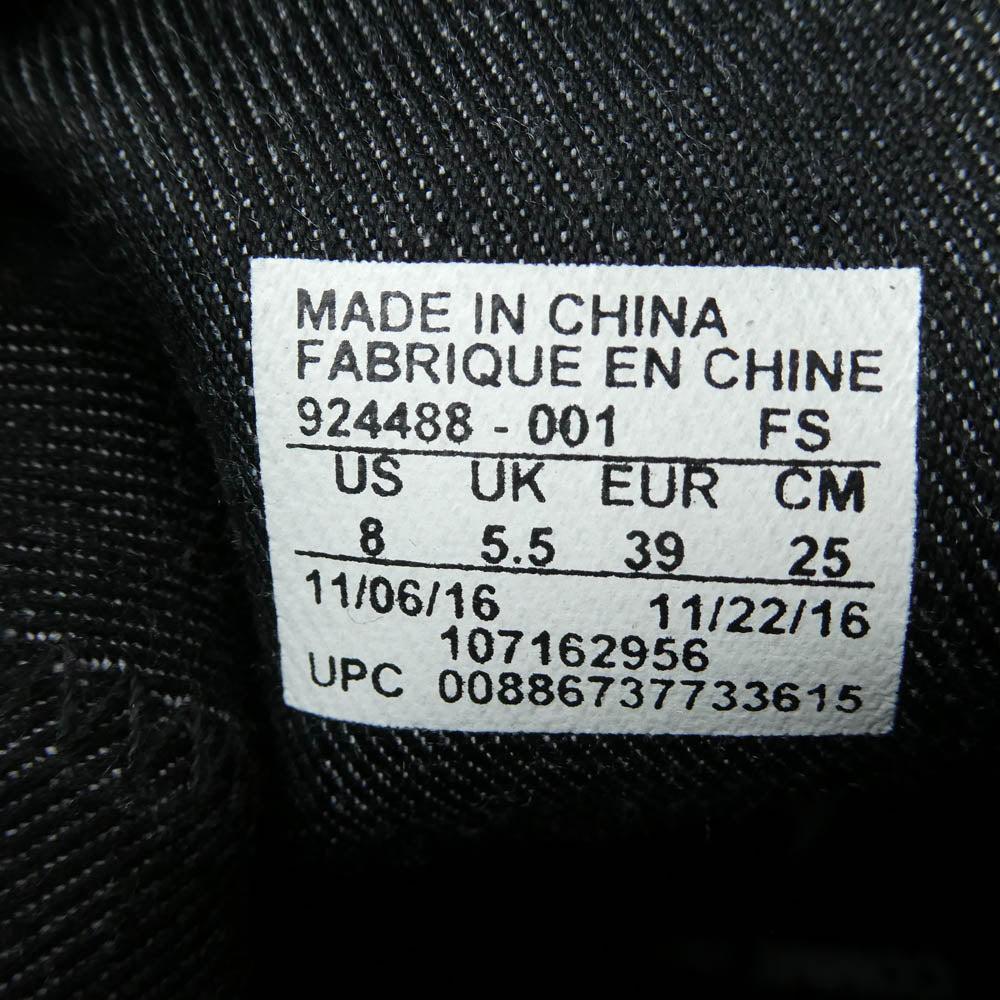 MADE IN CHINA
FABRIQUE EN CHINE
924488 - 001 FS
US UK EUR CM
8 5.5 39 25
11/06/16 11/22/16
107162956
UPC 00886737733615